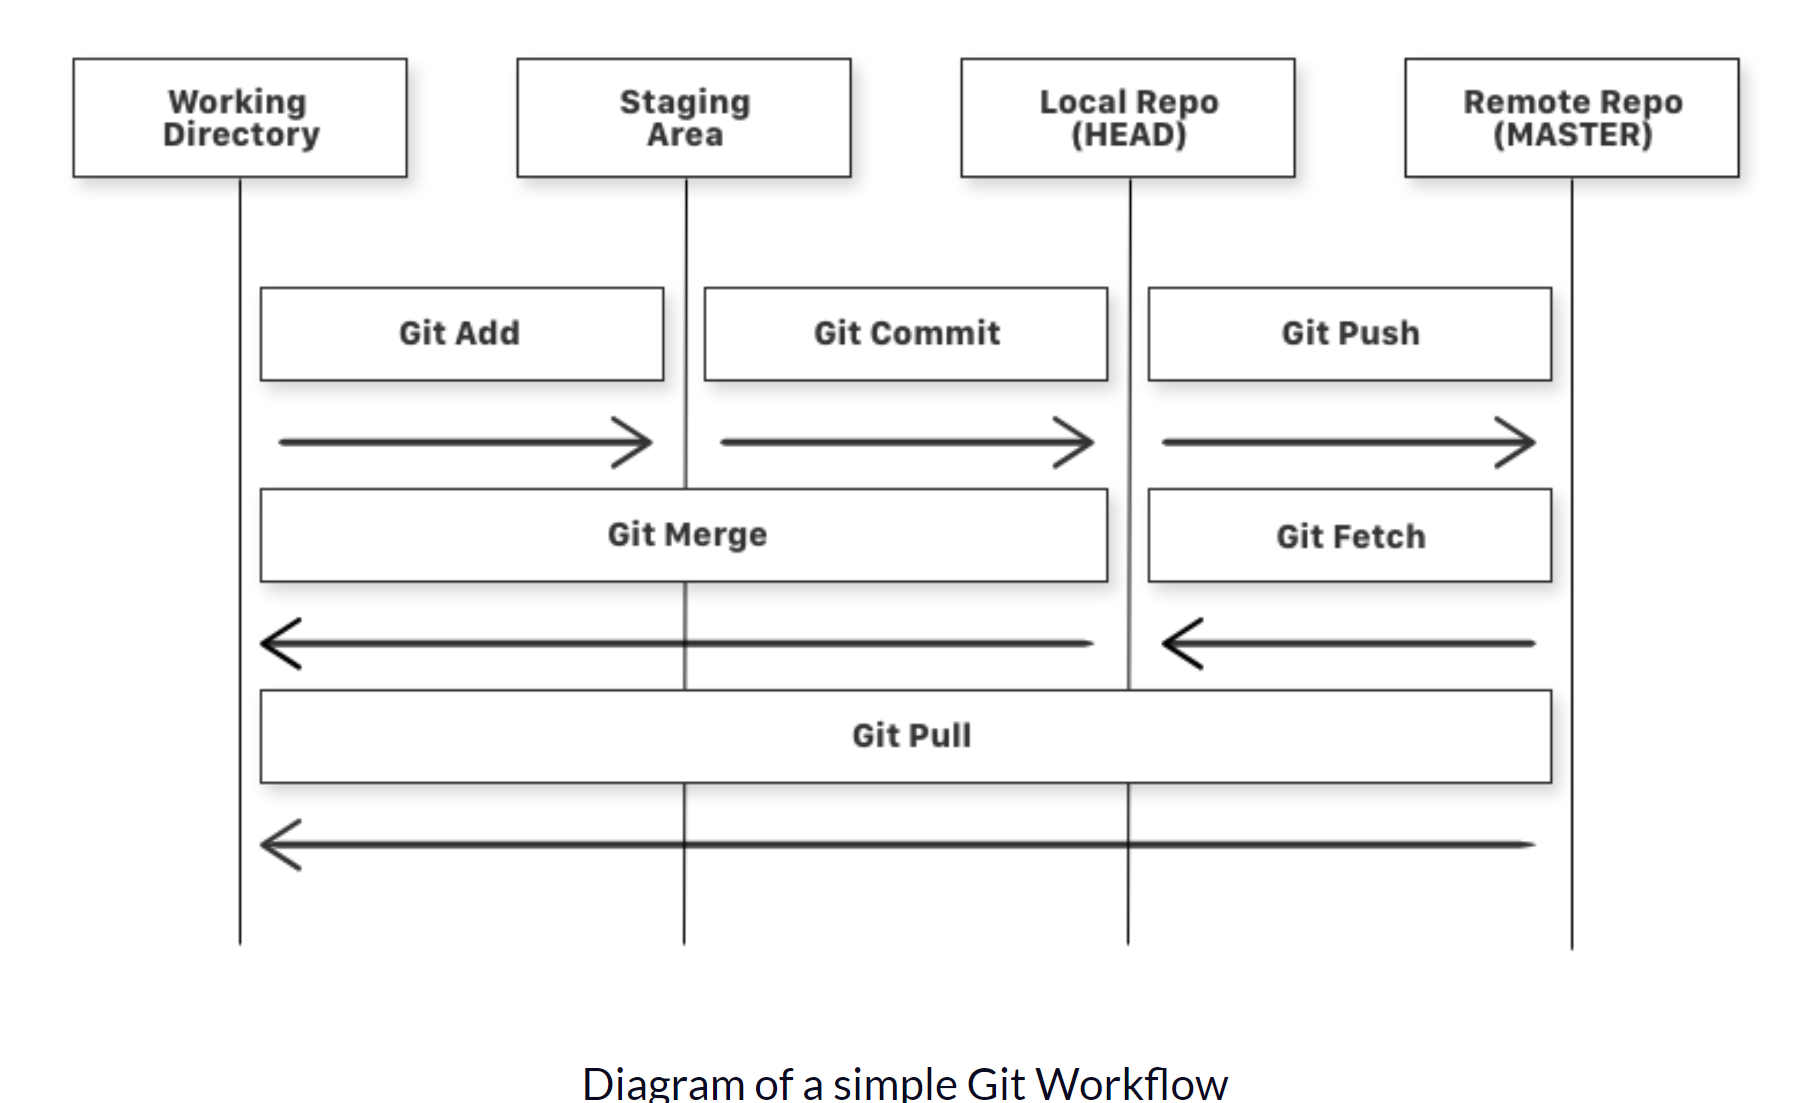 Working
Directory
Staging
Area
Local Repo
(HEAD)
Remote Repo
(MASTER)
Git Add
Git Commit
Git Push
Git Merge
Git Fetch
Git Pull
Diagram of a simple Git Workflow